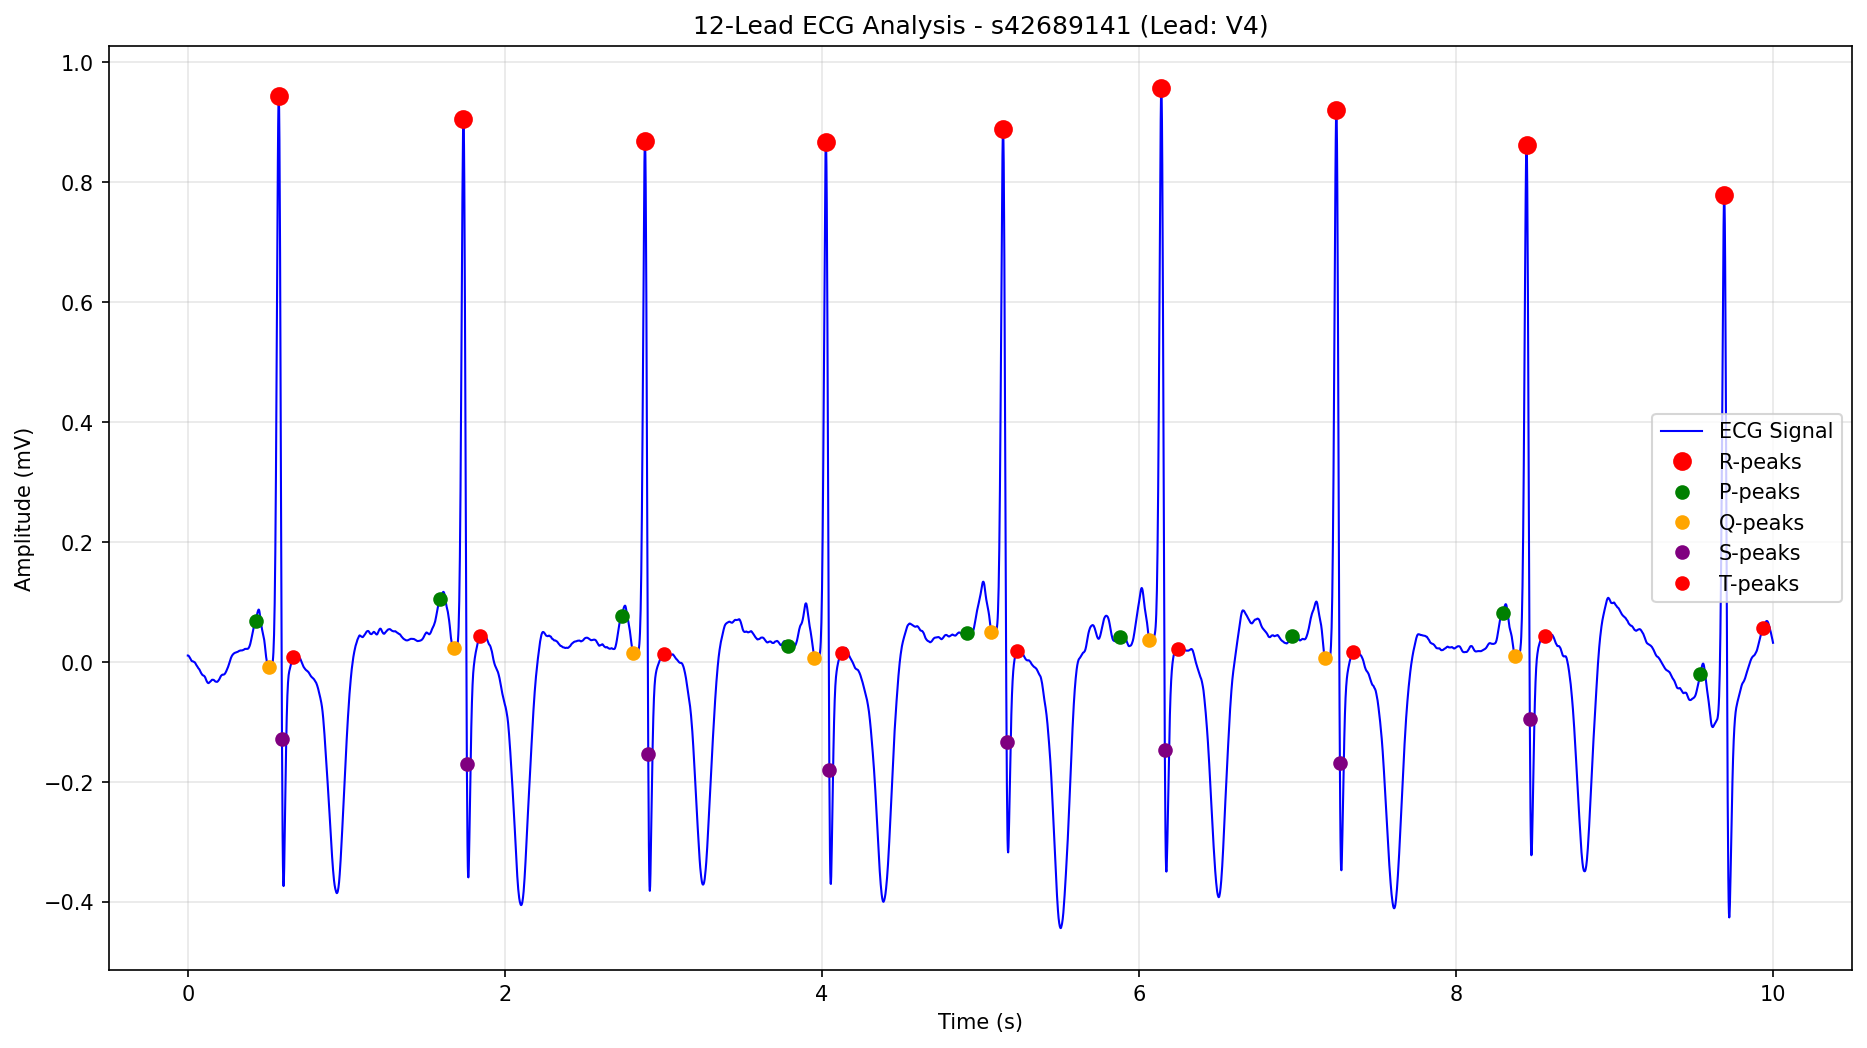 12-Lead ECG Analysis - s42689141 (Lead: V4)
Amplitude (mV)
1.0
0.8
0.6
0.4
0.2
0.0
−0.2
−0.4
ECG Signal
R-peaks
P-peaks
Q-peaks
S-peaks
T-peaks
0 2 4 6 8 10
Time (s)